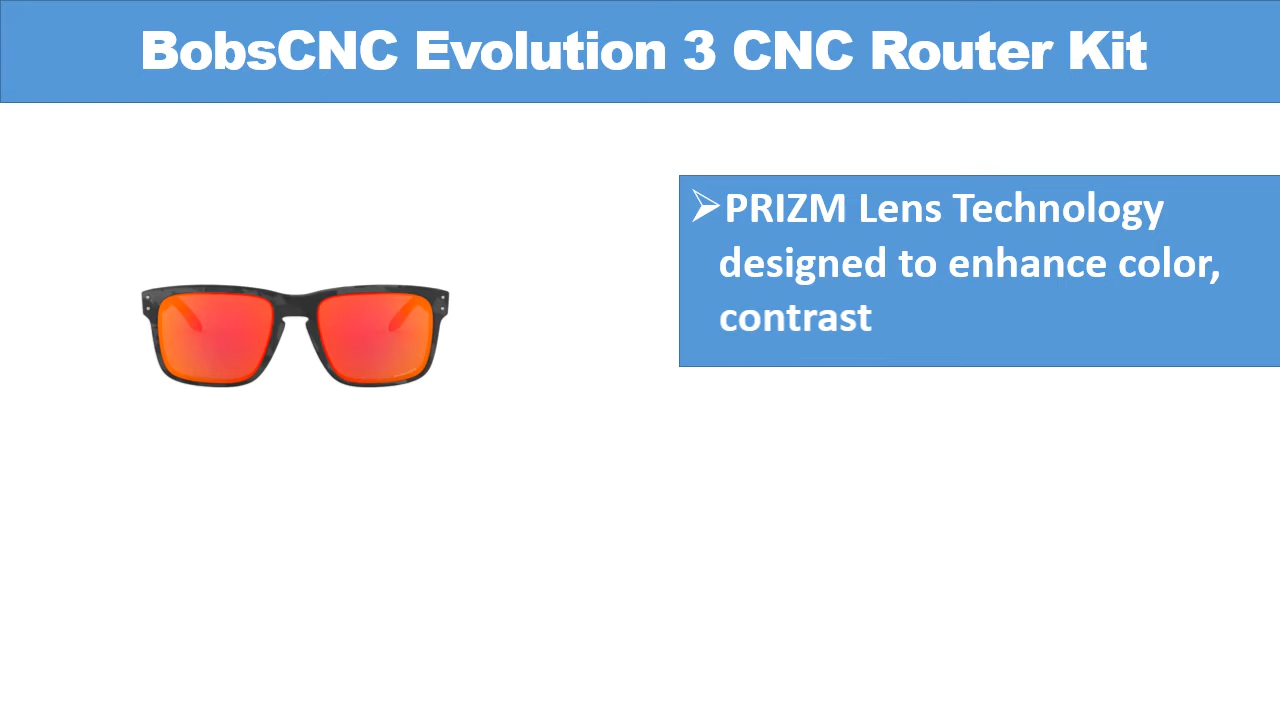 BobsCNC Evolution 3 CNC Router Kit
➢PRIZM Lens Technology
designed to enhance color,
contrast